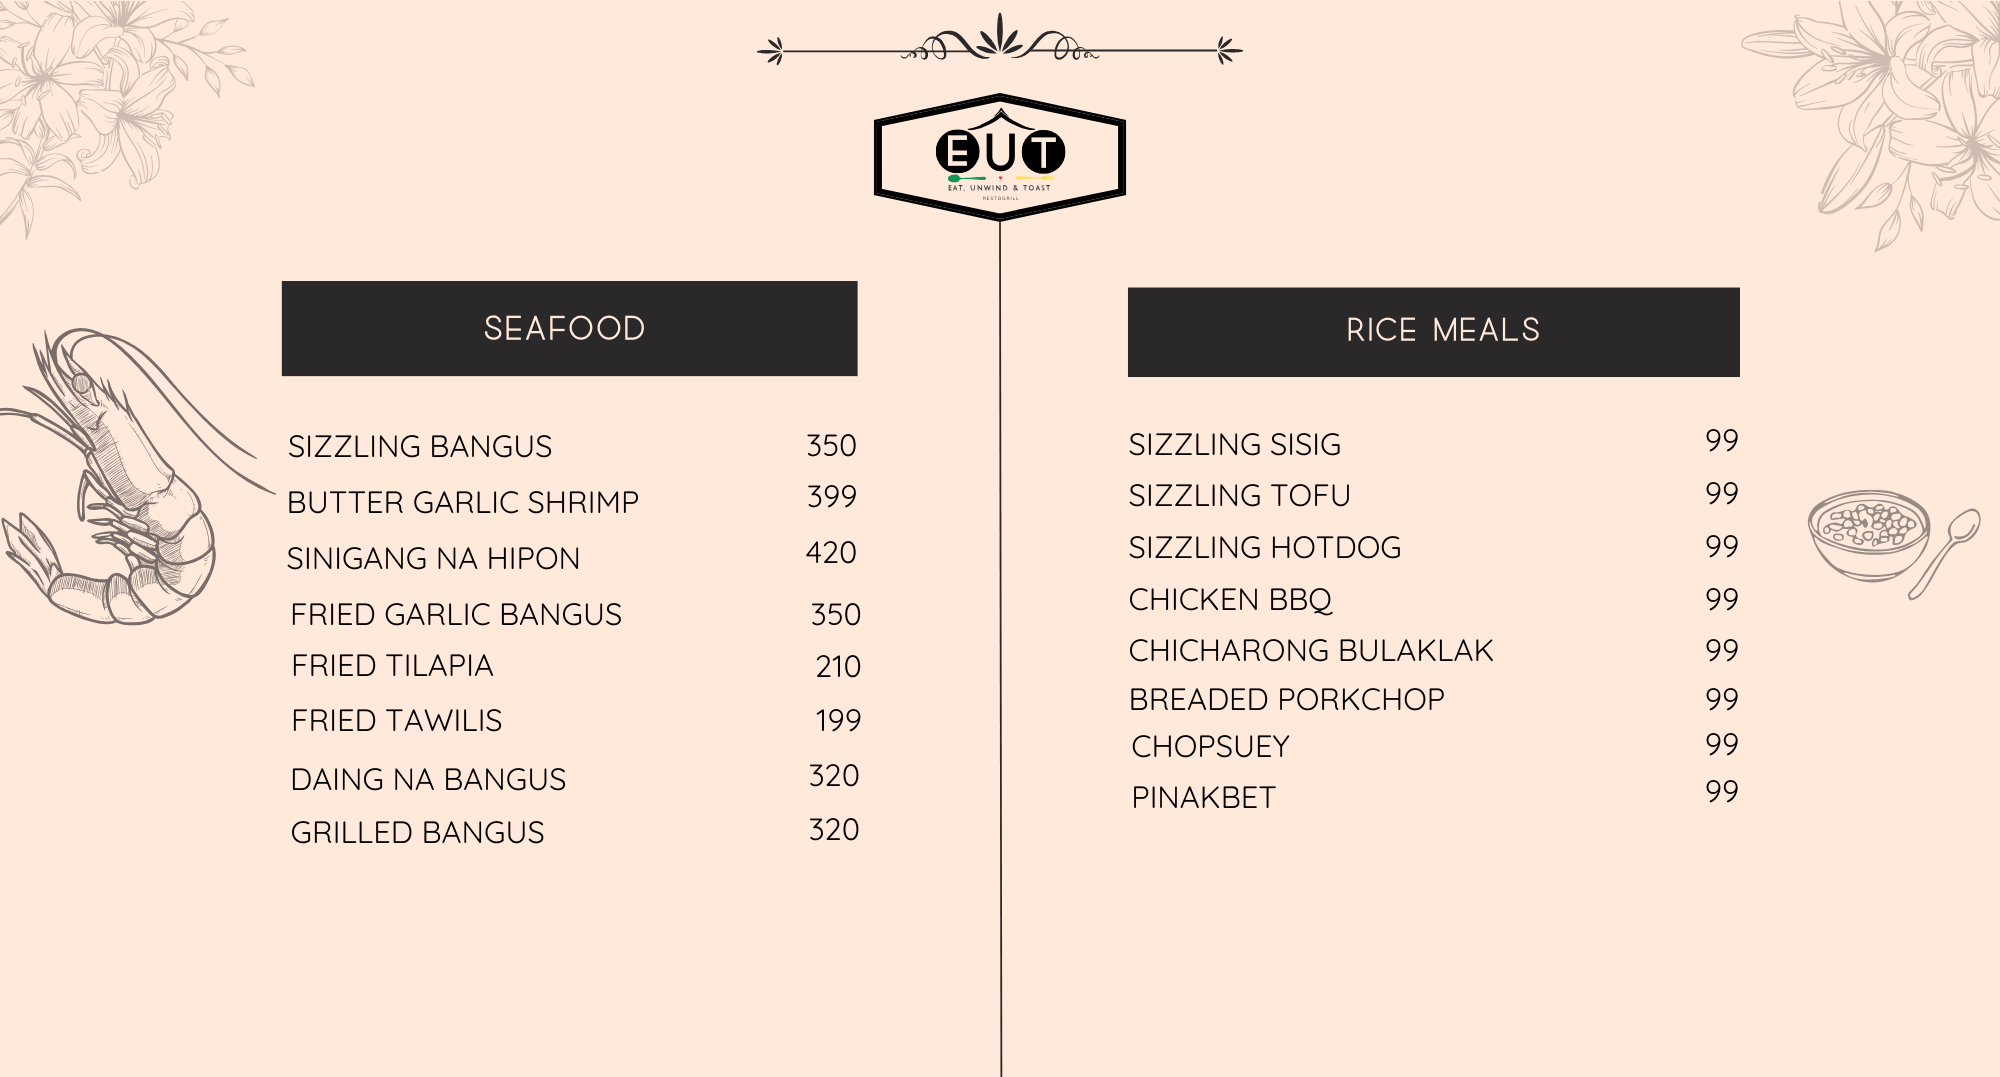 EUT
EAT, UNWIND & TOAST
RESTOGRILL
SEAFOOD
SIZZLING BANGUS 350
BUTTER GARLIC SHRIMP 399
SINIGANG NA HIPON 420
FRIED GARLIC BANGUS 350
FRIED TILAPIA 210
FRIED TAWILIS 199
DAING NA BANGUS 320
GRILLED BANGUS 320
RICE MEALS
SIZZLING SISIG 99
SIZZLING TOFU 99
SIZZLING HOTDOG 99
CHICKEN BBQ 99
CHICHARONG BULAKLAK 99
BREADED PORKCHOP 99
CHOPSUEY 99
PINAKBET 99